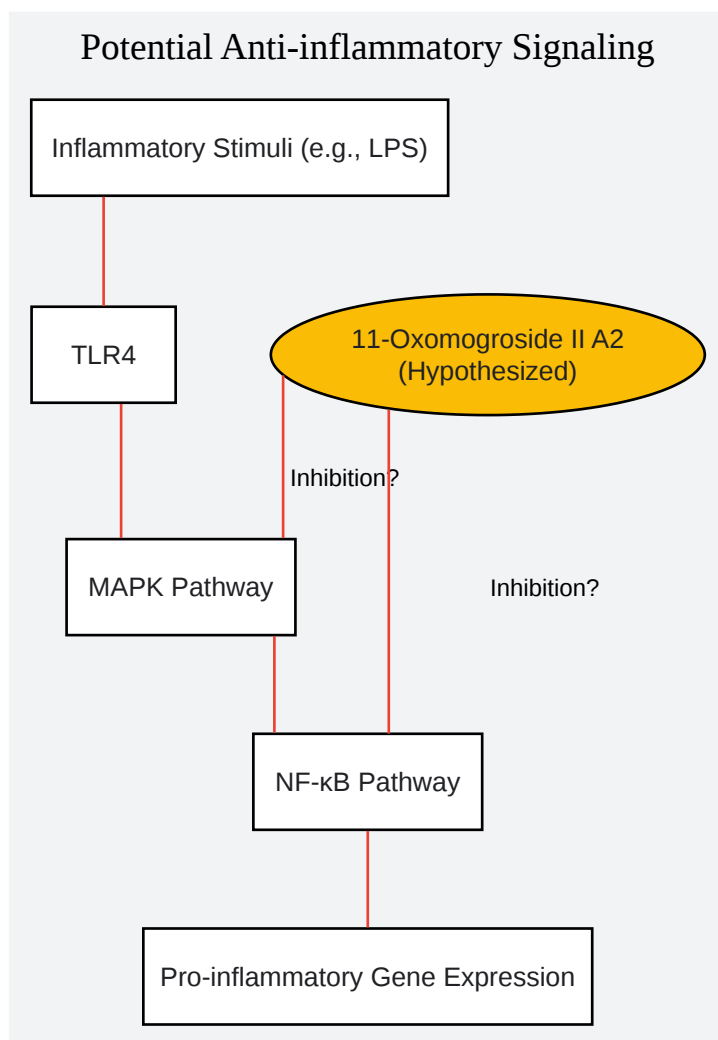 Potential Anti-inflammatory Signaling
Inflammatory Stimuli (e.g., LPS)
TLR4
11-Oxomogroside II A2
(Hypothesized)
Inhibition?
MAPK Pathway
Inhibition?
NF-κB Pathway
Pro-inflammatory Gene Expression